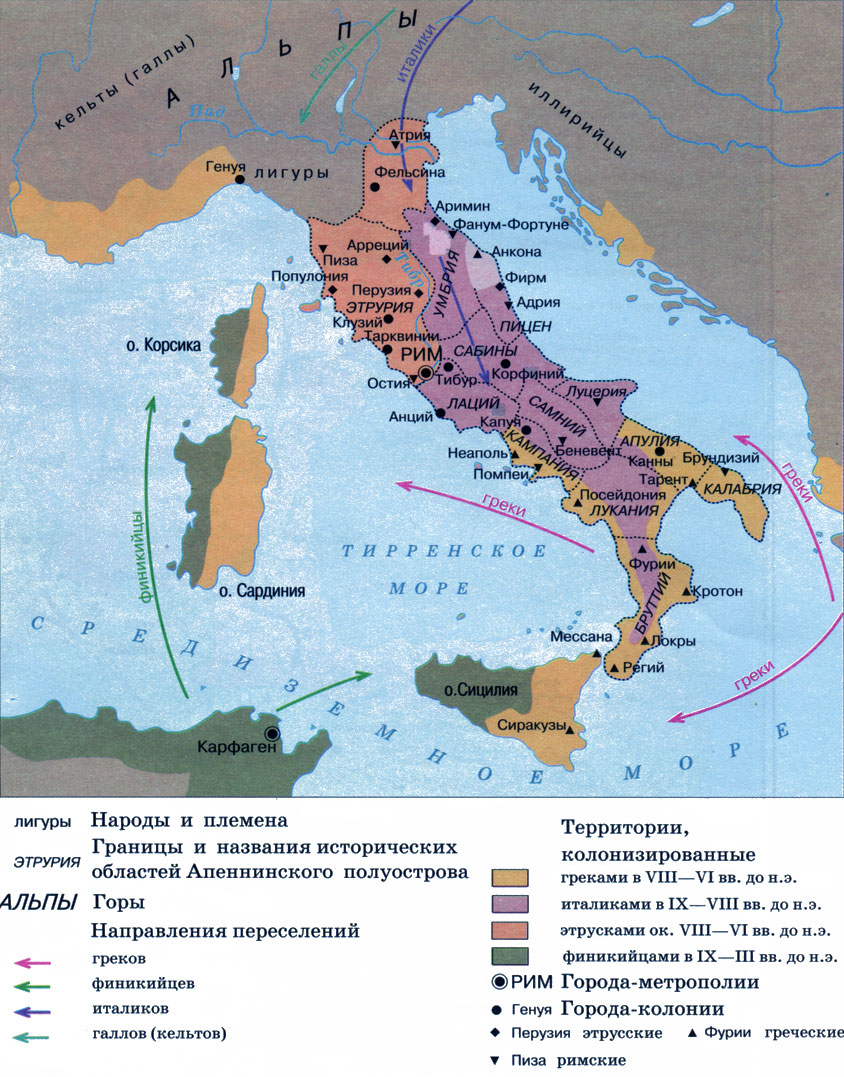 АЛЬПЫ
кельты (галлы)
галлы
италики
иллирийцы
Пад
Атрия
Генуя
лигуры
Фельсина
Аримин
Фанум-Фортуне
Арреций
Анкона
Пиза
Тибр
Популония
Перузия
УМБРИЯ
Фирм
ЭТРУРИЯ
Адрия
Клузий
ПИЦЕН
Тарквинии
о. Корсика
РИМ
САБИНЫ
Остия
Тибур
Корфиний
Луцерия
Анций
ЛАЦИЙ
САМНИЙ
Капуя
КАМПАНИЯ
Беневент
АПУЛИЯ
Неаполь
Канны
Брундизий
Помпеи
Тарент
КАЛАБРИЯ
греки
греки
Посейдония
ЛУКАНИЯ
финикийцы
ТИРРЕНСКОЕ
МОРЕ
Фурии
о. Сардиния
БРУТТИЙ
Кротон
СРЕДИЗЕМНОЕ МОРЕ
Мессана
Локры
Регий
греки
о.Сицилия
Сиракузы
Карфаген
лигуры Народы и племена
ЭТРУРИЯ Границы и названия исторических
областей Апеннинского полуострова
АЛЬПЫ Горы
Направления переселений
греков
финикийцев
италиков
галлов (кельтов)
Территории,
колонизированные
греками в VIII—VI вв. до н.э.
италиками в IX—VIII вв. до н.э.
этрусками ок. VIII—VI вв. до н.э.
финикийцами в IX—III вв. до н.э.
РИМ Города-метрополии
Генуя Города-колонии
Перузия этрусские Фурии греческие
Пиза римские